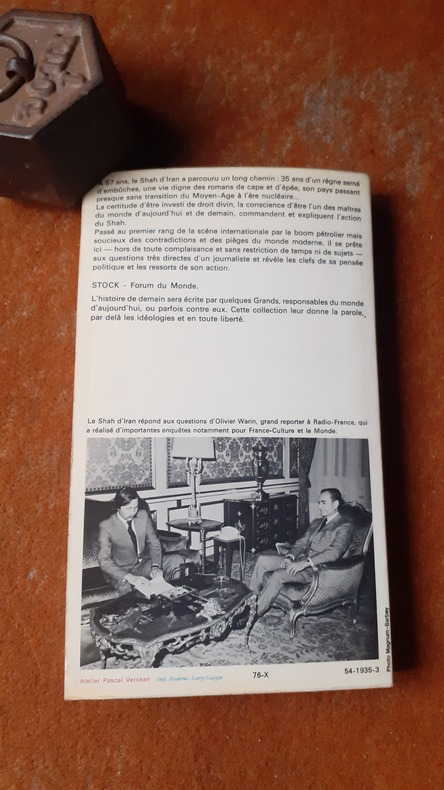 57 ans, le Shah d'Iran a parcouru un long chemin : 35 ans d'un règne semé
d'embûches, une vie digne des romans de cape et d'épée, son pays passant
presque sans transition du Moyen-Age à l'ère nucléaire...
La certitude d'être investi de droit divin, la conscience d'être l'un des maîtres
du monde d'aujourd'hui et de demain, commandent et expliquent l'action
du Shah.
Passé au premier rang de la scène internationale par le boom pétrolier mais
soucieux des contradictions et des pièges du monde moderne, il se prête
ici — hors de toute complaisance et sans restriction de temps ni de sujets —
aux questions très directes d'un journaliste et révèle les clefs de sa pensée
politique et les ressorts de son action.
STOCK - Forum du Monde.
L'histoire de demain sera écrite par quelques Grands, responsables du monde
d'aujourd'hui, ou parfois contre eux. Cette collection leur donne la parole,
par delà les idéologies et en toute liberté.
Le Shah d'Iran répond aux questions d'Olivier Warin, grand reporter à Radio-France, qui
a réalisé d'importantes enquêtes notamment pour France-Culture et le Monde.
Photo Magnum-Barbey
Atelier Pascal Vercken
Imp. Moderne
76-X
54-1935-3